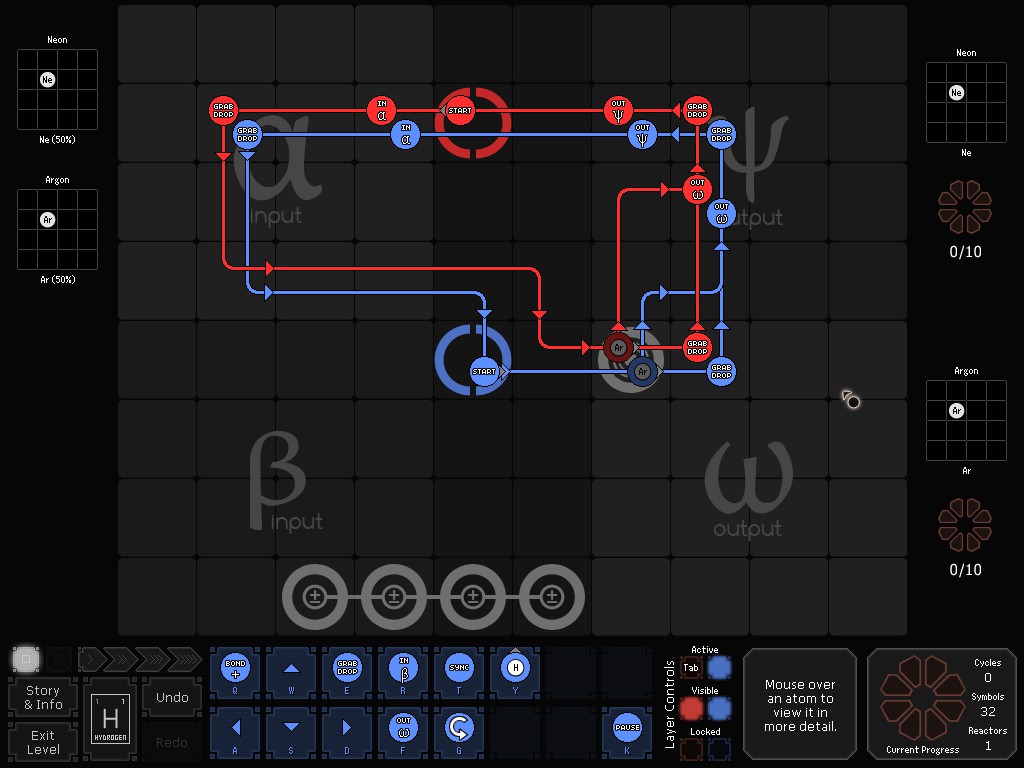 Neon
Ne
Ne (50%)
Argon
Ar
Ar (50%)
GRAB DROP
IN α
START
OUT ψ
GRAB DROP
GRAB DROP
IN α
OUT ψ
GRAB DROP
α
input
ψ
output
OUT ω
OUT ω
Ar
GRAB DROP
START
Ar
GRAB DROP
β
input
ω
output
±
±
±
±
Neon
Ne
Ne
0/10
Argon
Ar
Ar
0/10
Story
& Info
Exit
Level
1 1
H
HYDROGEN
Undo
Redo
BOND
+
Q
W
GRAB
DROP
E
IN
β
R
SYNC
T
H
Y
A
S
D
OUT
ω
F
G
PAUSE
K
Layer Controls
Active
Tab
Visible
Locked
Mouse over
an atom to
view it in
more detail.
Cycles
0
Symbols
32
Reactors
1
Current Progress